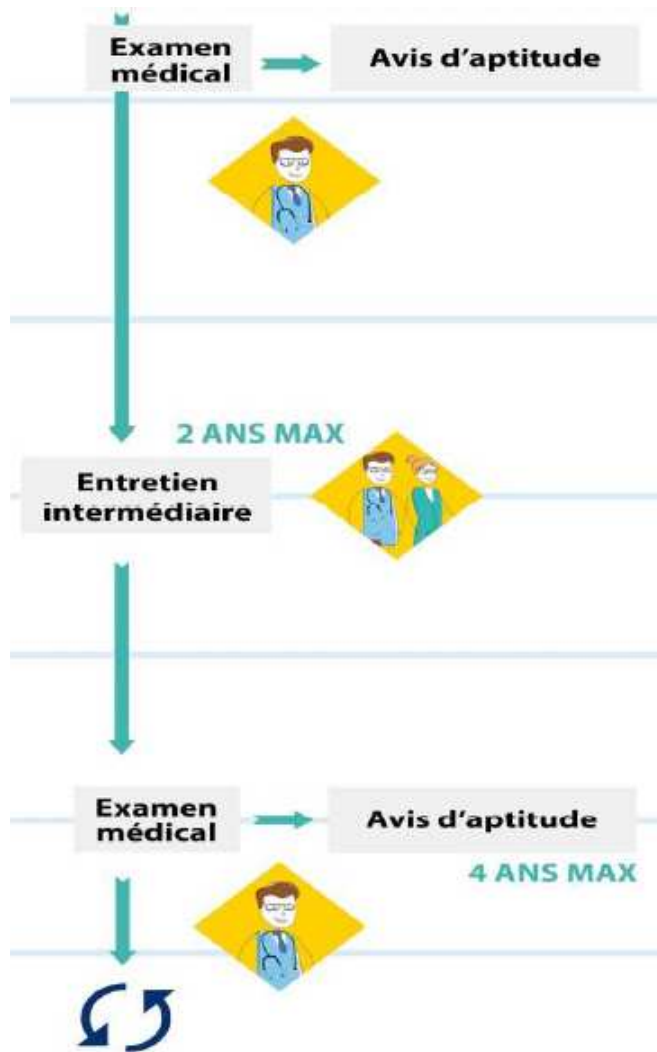 Examen
médical
Avis d'aptitude
2 ANS MAX
Entretien
intermédiaire
Examen
médical
Avis d'aptitude
4 ANS MAX